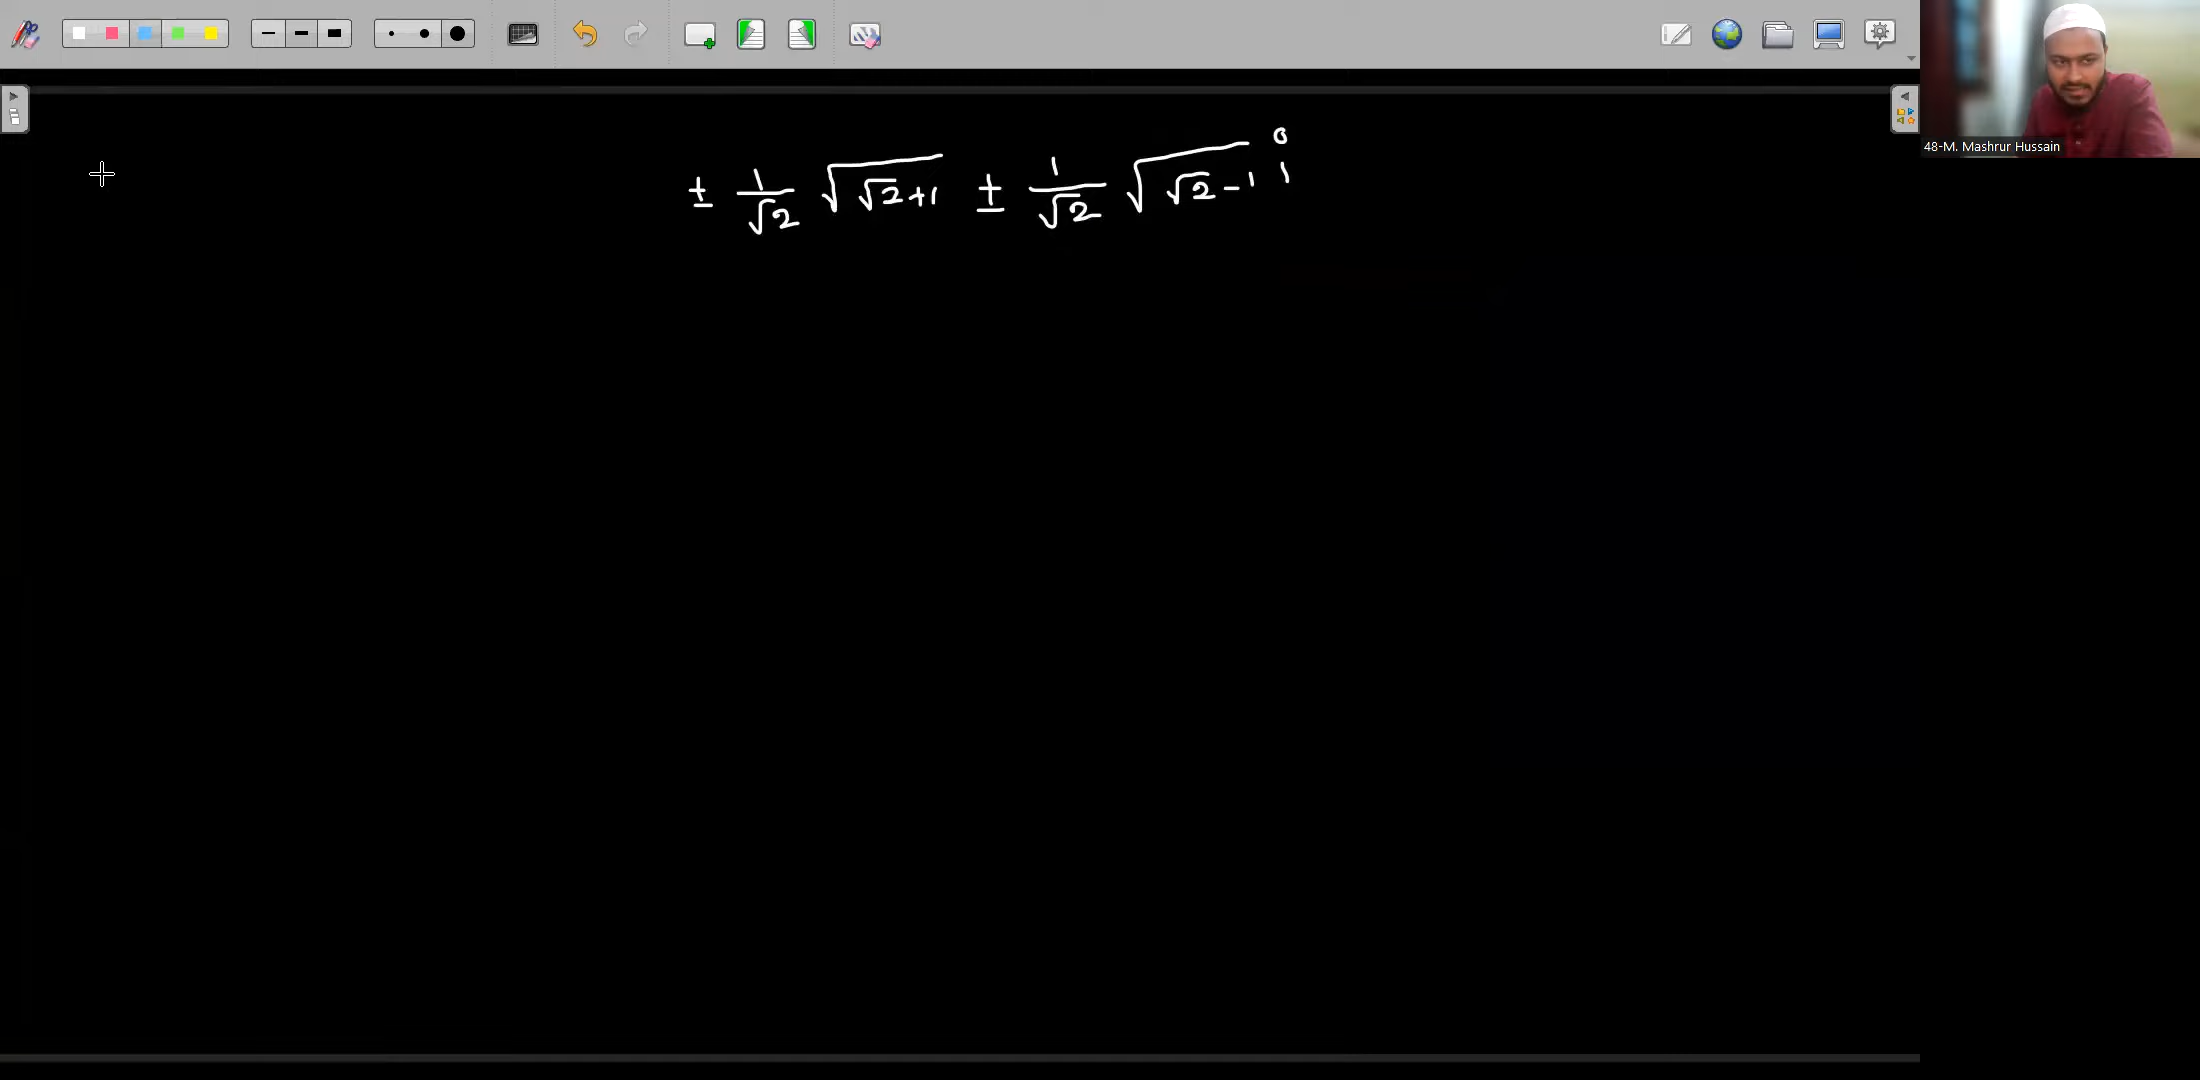 ± 1/√2 √(√2+1) ± 1/√2 √(√2-1) i
48-M. Mashrur Hussain